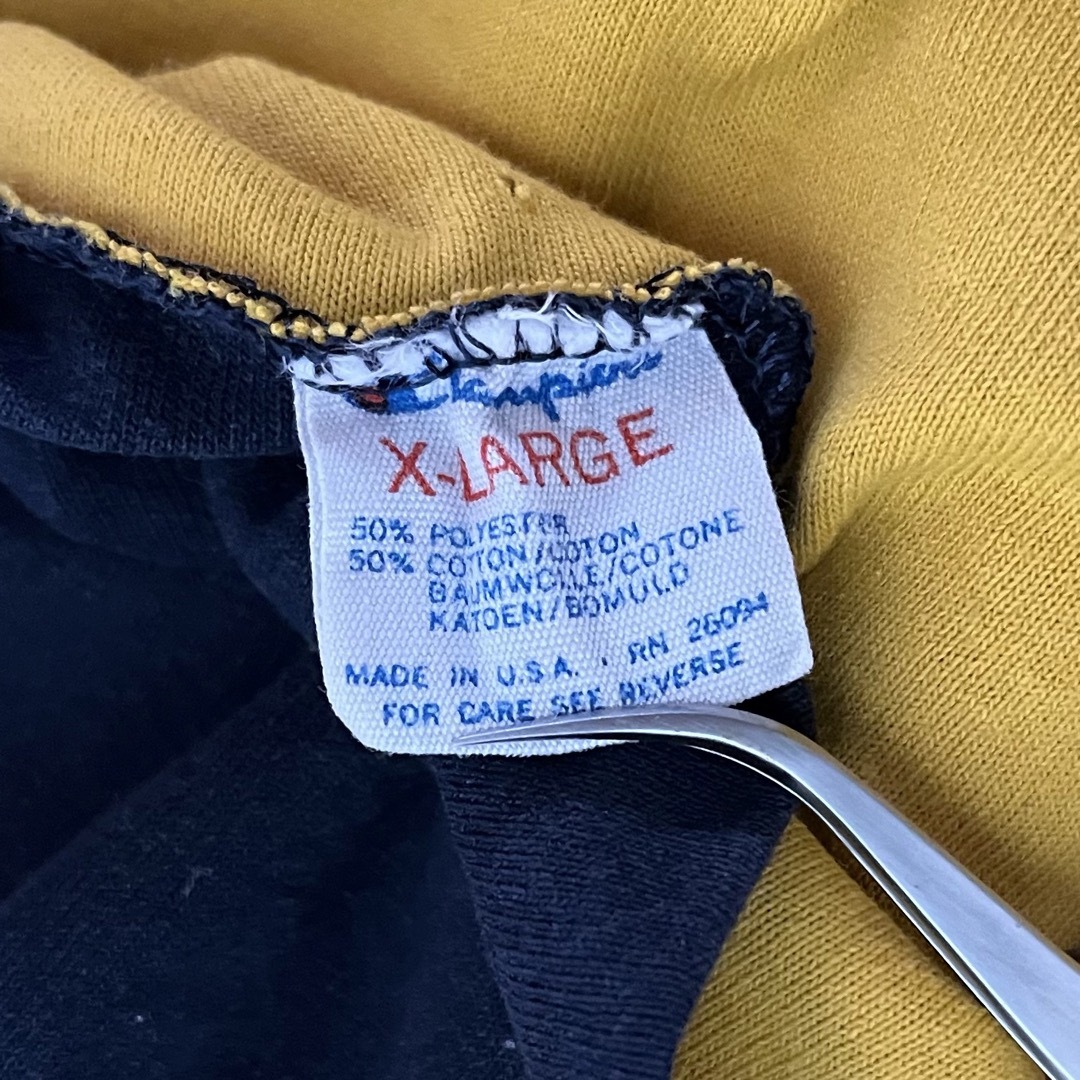 Champion
X-LARGE
50% POLYESTER
50% COTTON/COTON
BAUMWOLLE/COTONE
KATOEN/BOMULD
MADE IN U.S.A. . RN 26094
FOR CARE SEE REVERSE